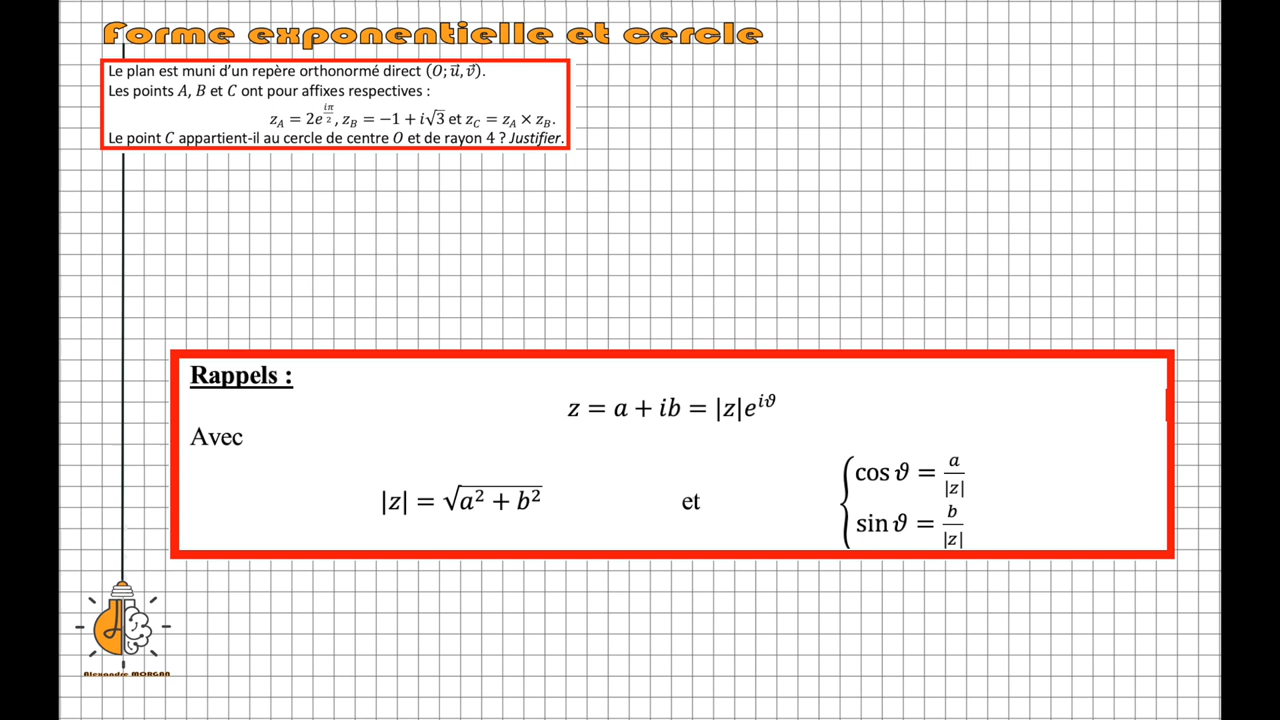 Forme exponentielle et cercle
Le plan est muni d’un repère orthonormé direct (O; u⃗, v⃗).
Les points A, B et C ont pour affixes respectives :
z_A = 2e^{iπ/2}, z_B = −1 + i√3 et z_C = z_A × z_B.
Le point C appartient-il au cercle de centre O et de rayon 4 ? Justifier.
Rappels :
z = a + ib = |z|e^{iϑ}
Avec
|z| = √(a² + b²) et { cos ϑ = a/|z|
sin ϑ = b/|z|
Alexandre MORGAN